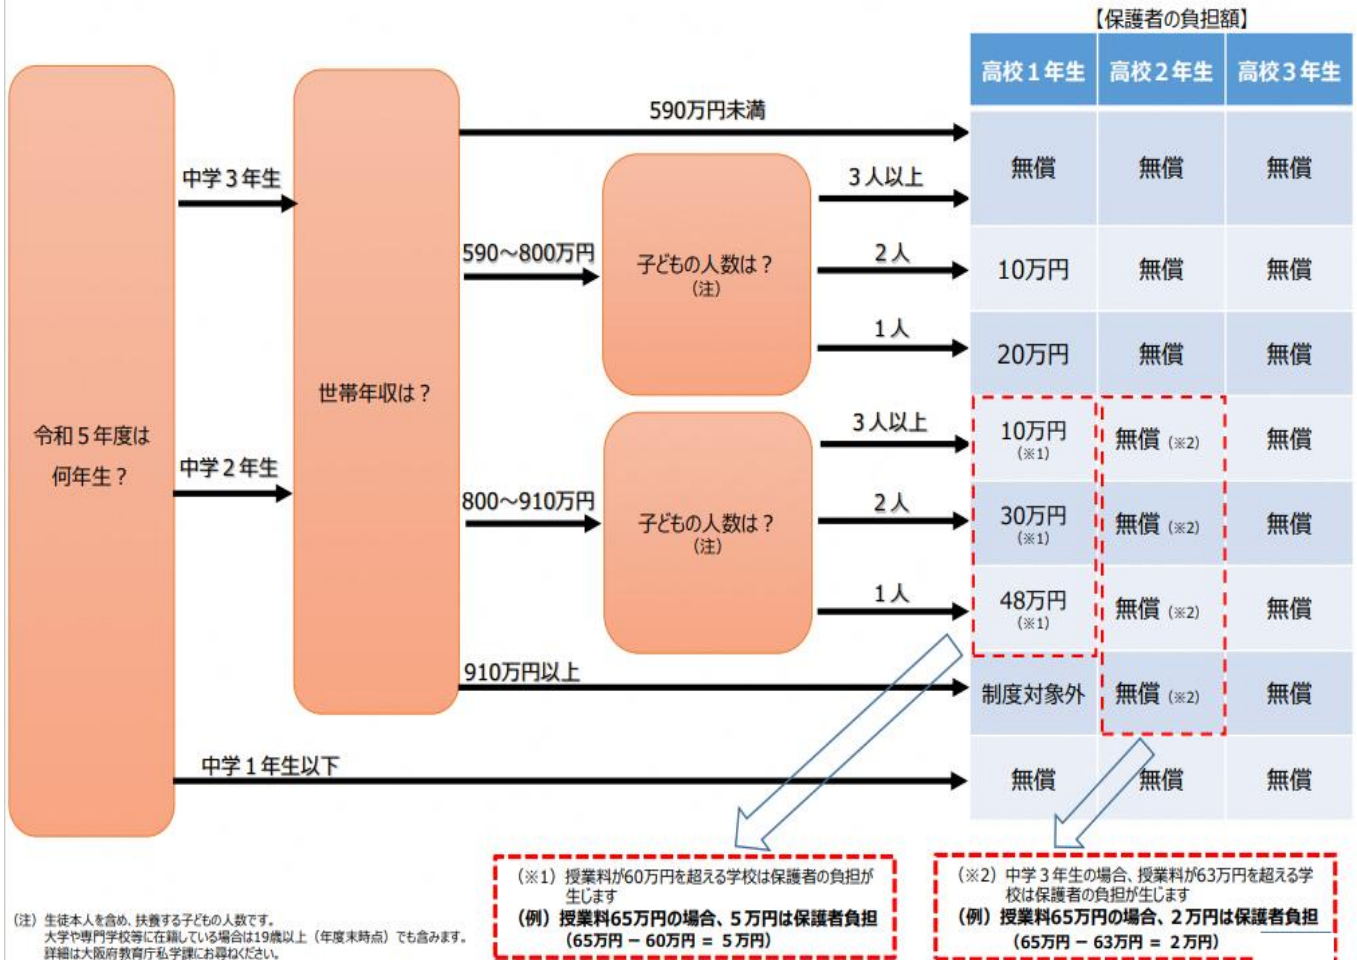 【保護者の負担額】
高校１年生 高校２年生 高校３年生
590万円未満
無償 無償 無償
中学３年生
３人以上
590～800万円
子どもの人数は？
（注）
２人
10万円 無償 無償
１人
20万円 無償 無償
世帯年収は？
令和５年度は
何年生？
中学２年生
３人以上
10万円
（※1）
無償（※2） 無償
800～910万円
子どもの人数は？
（注）
２人
30万円
（※1）
無償（※2） 無償
１人
48万円
（※1）
無償（※2） 無償
910万円以上
制度対象外 無償（※2） 無償
中学１年生以下
無償 無償 無償
（※1）授業料が60万円を超える学校は保護者の負担が
生じます
（例）授業料65万円の場合、５万円は保護者負担
（65万円 － 60万円 ＝ ５万円）
（※2）中学３年生の場合、授業料が63万円を超える学
校は保護者の負担が生じます
（例）授業料65万円の場合、２万円は保護者負担
（65万円 － 63万円 ＝ ２万円）
（注）生徒本人を含め、扶養する子どもの人数です。
大学や専門学校等に在籍している場合は19歳以上（年度末時点）でも含みます。
詳細は大阪府教育庁私学課にお尋ねください。